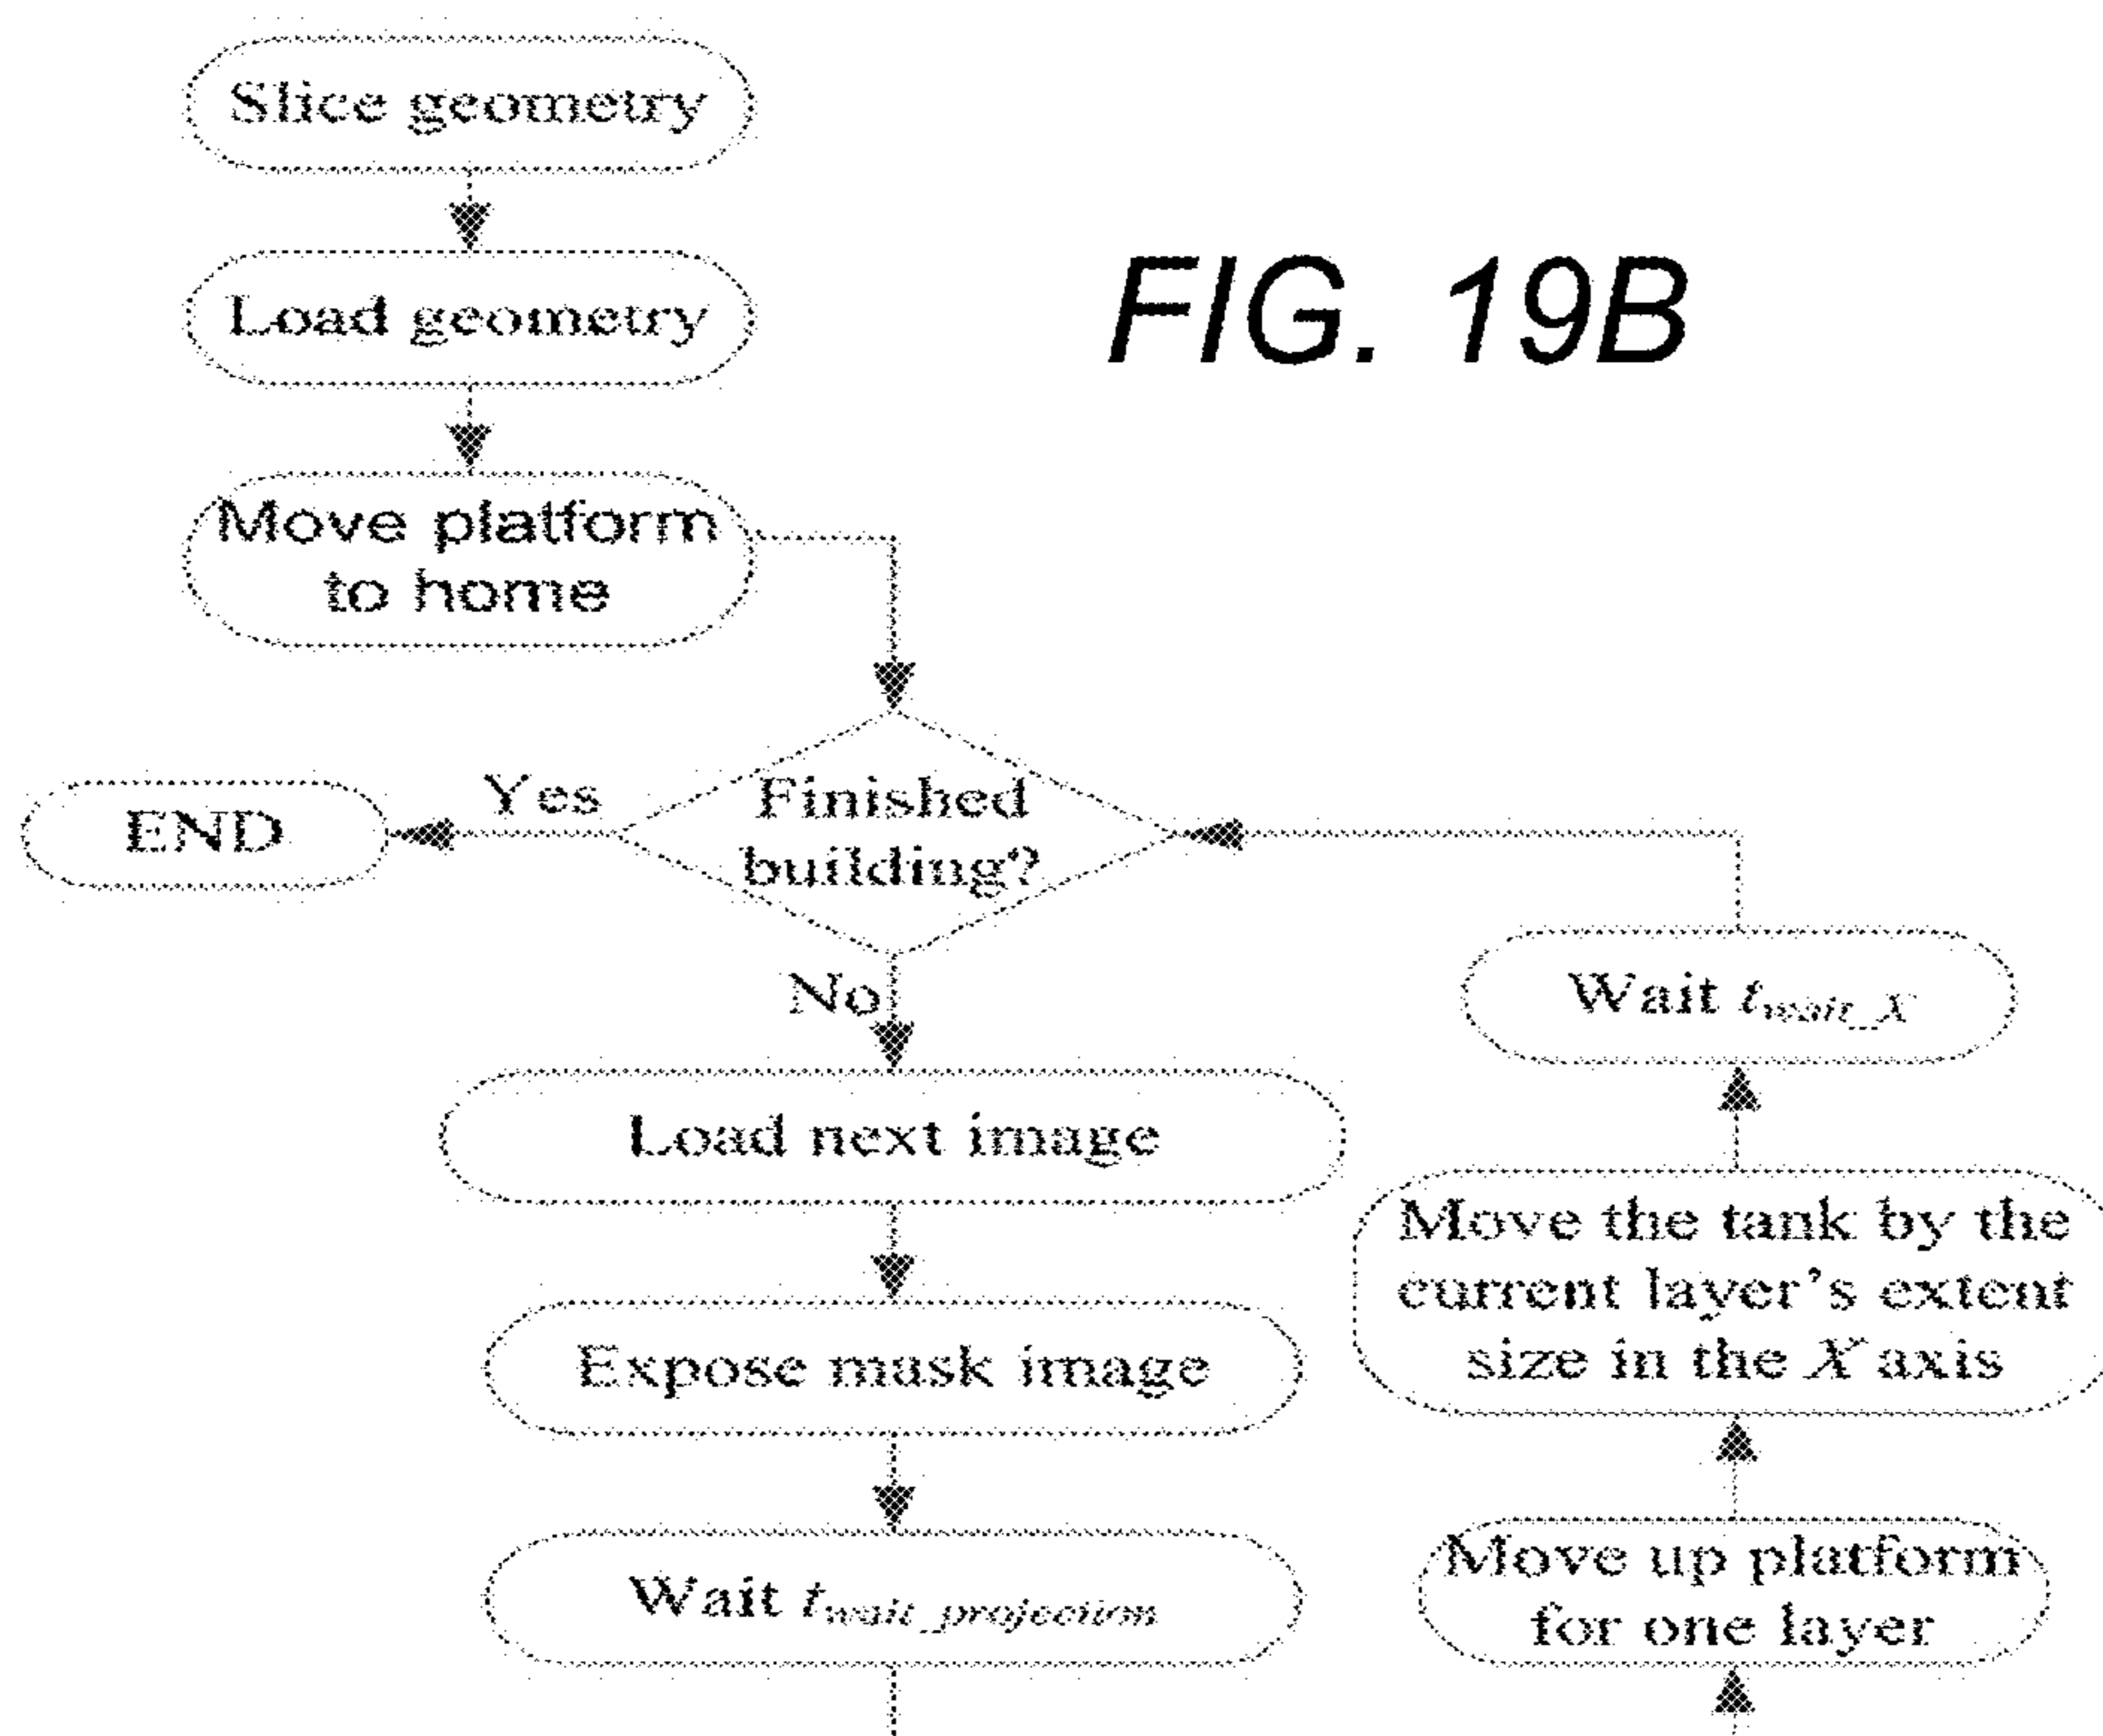 Slice geometry
FIG. 19B
Load geometry
Move platform
to home
Finished
building?
Yes
END
No
Load next image
Expose mask image
Wait t_wait_projection
Wait t_wait_X
Move the tank by the
current layer's extent
size in the X axis
Move up platform
for one layer